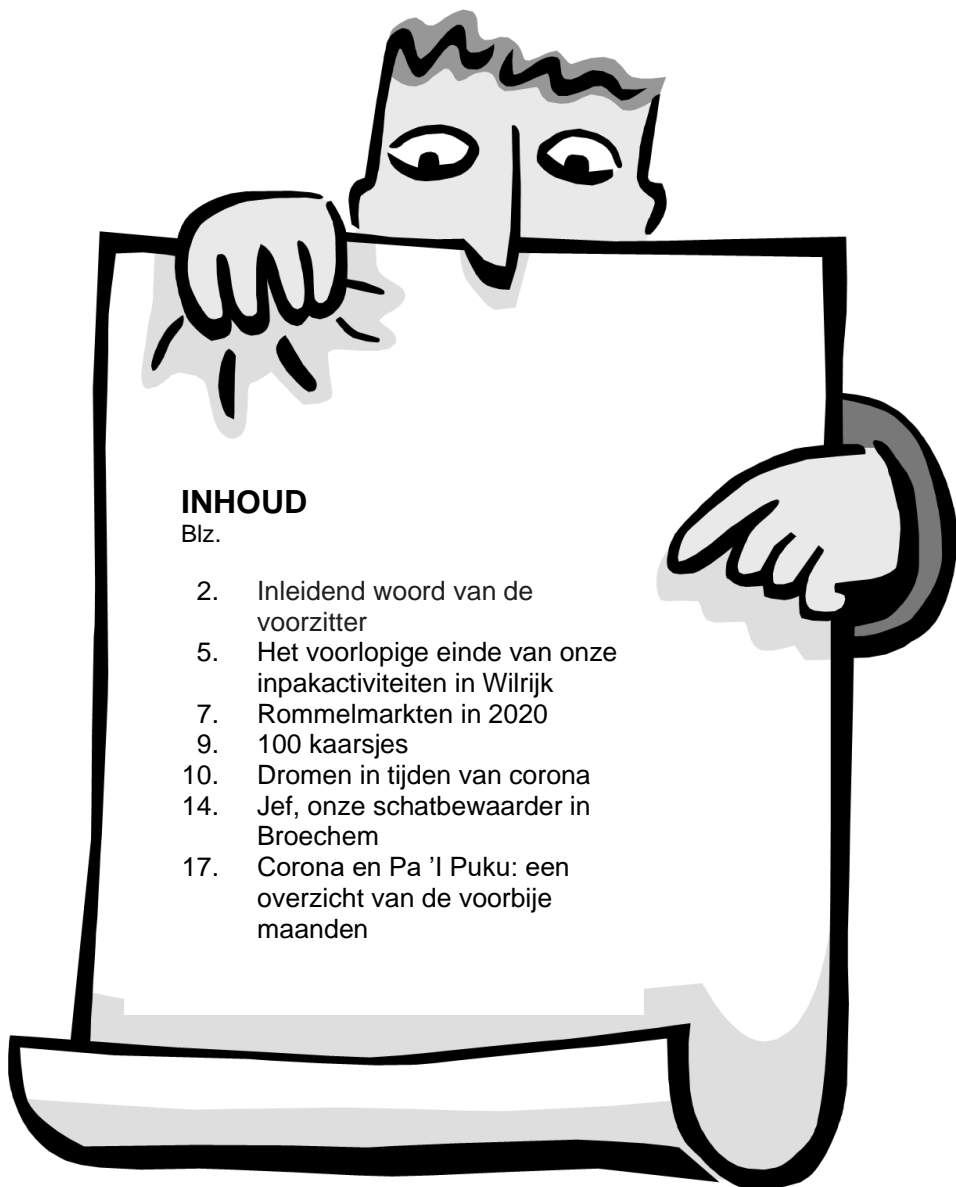 INHOUD
Blz.
2. Inleidend woord van de
voorzitter
5. Het voorlopige einde van onze
inpakactiviteiten in Wilrijk
7. Rommelmarkten in 2020
9. 100 kaarsjes
10. Dromen in tijden van corona
14. Jef, onze schatbewaarder in
Broechem
17. Corona en Pa ’I Puku: een
overzicht van de voorbije
maanden